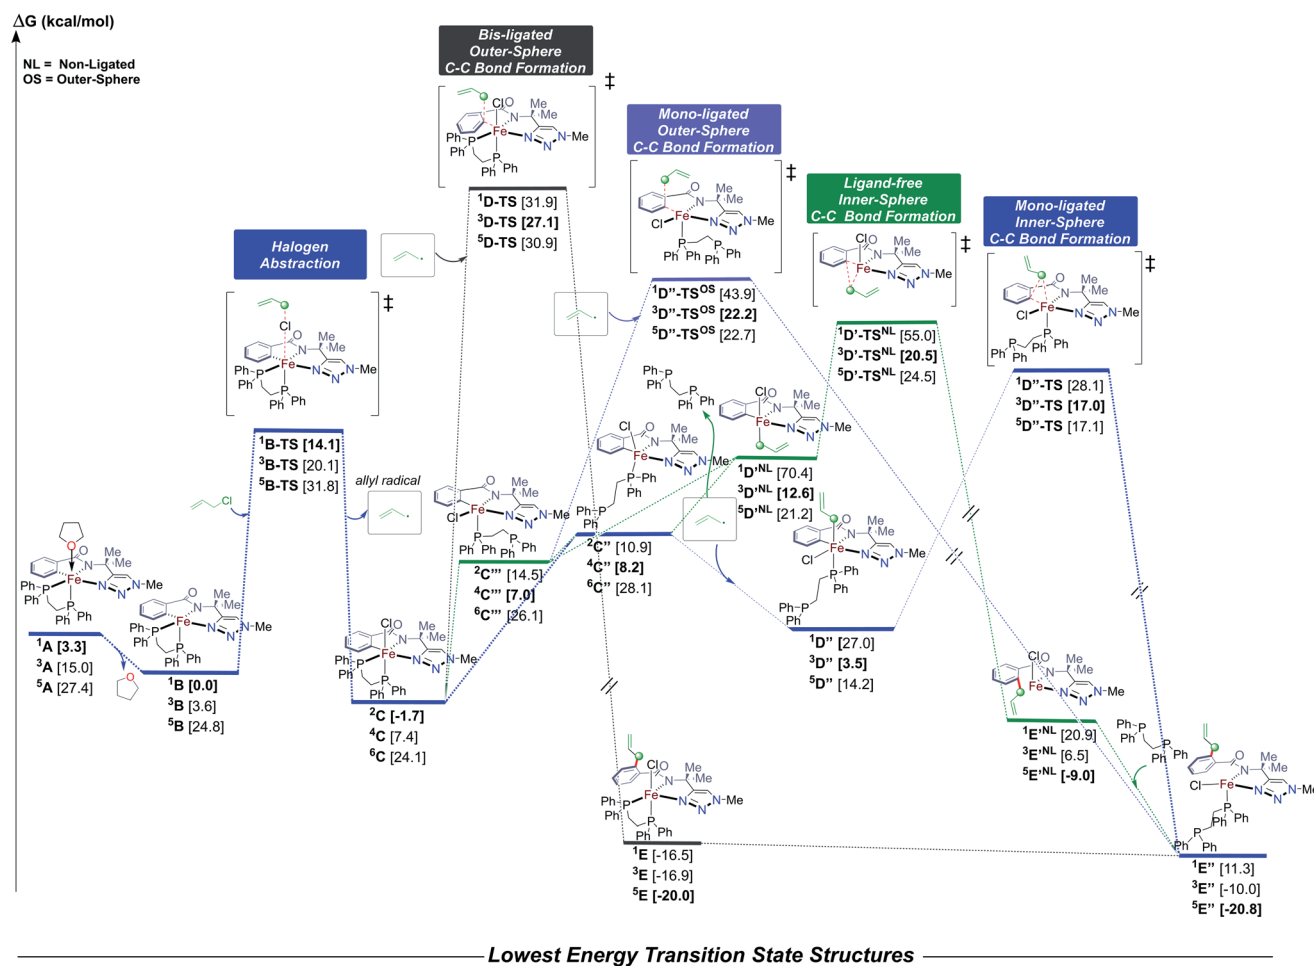 ΔG (kcal/mol)
NL = Non-Ligated
OS = Outer-Sphere
Bis-ligated
Outer-Sphere
C-C Bond Formation
‡
Mono-ligated
Outer-Sphere
C-C Bond Formation
‡
Ligand-free
Inner-Sphere
C-C Bond Formation
‡
Mono-ligated
Inner-Sphere
C-C Bond Formation
‡
Halogen
Abstraction
‡
¹D-TS [31.9]
³D-TS [27.1]
⁵D-TS [30.9]
¹D''-TSᴼˢ [43.9]
³D''-TSᴼˢ [22.2]
⁵D''-TSᴼˢ [22.7]
¹D'-TSᴺᴸ [55.0]
³D'-TSᴺᴸ [20.5]
⁵D'-TSᴺᴸ [24.5]
¹D''-TS [28.1]
³D''-TS [17.0]
⁵D''-TS [17.1]
¹B-TS [14.1]
³B-TS [20.1]
⁵B-TS [31.8]
allyl radical
¹A [3.3]
³A [15.0]
⁵A [27.4]
¹B [0.0]
³B [3.6]
⁵B [24.8]
²C [-1.7]
⁴C [7.4]
⁶C [24.1]
²C''' [14.5]
⁴C''' [7.0]
⁶C''' [26.1]
²C'' [10.9]
⁴C'' [8.2]
⁶C'' [28.1]
¹D'ᴺᴸ [70.4]
³D'ᴺᴸ [12.6]
⁵D'ᴺᴸ [21.2]
¹D'' [27.0]
³D'' [3.5]
⁵D'' [14.2]
¹E [-16.5]
³E [-16.9]
⁵E [-20.0]
¹E'ᴺᴸ [20.9]
³E'ᴺᴸ [6.5]
⁵E'ᴺᴸ [-9.0]
¹E'' [11.3]
³E'' [-10.0]
⁵E'' [-20.8]
Lowest Energy Transition State Structures